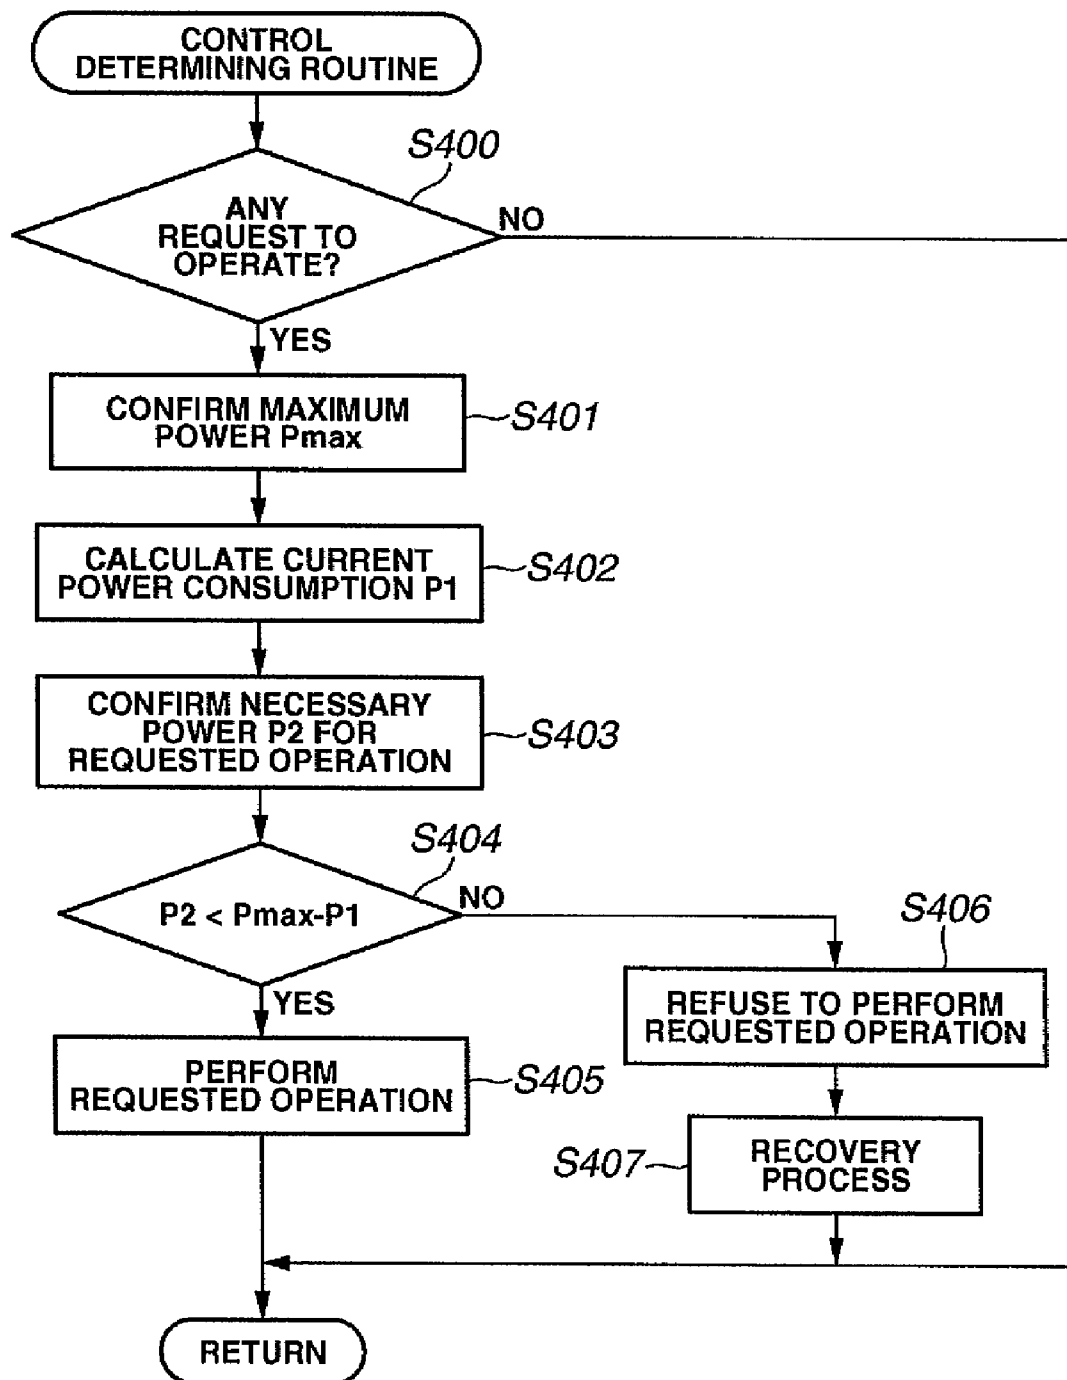 CONTROL
DETERMINING ROUTINE
S400
ANY
REQUEST TO
OPERATE?
NO
YES
CONFIRM MAXIMUM
POWER Pmax
S401
CALCULATE CURRENT
POWER CONSUMPTION P1
S402
CONFIRM NECESSARY
POWER P2 FOR
REQUESTED OPERATION
S403
S404
P2 < Pmax-P1
NO
YES
S406
REFUSE TO PERFORM
REQUESTED OPERATION
PERFORM
REQUESTED OPERATION
S405
S407
RECOVERY
PROCESS
RETURN